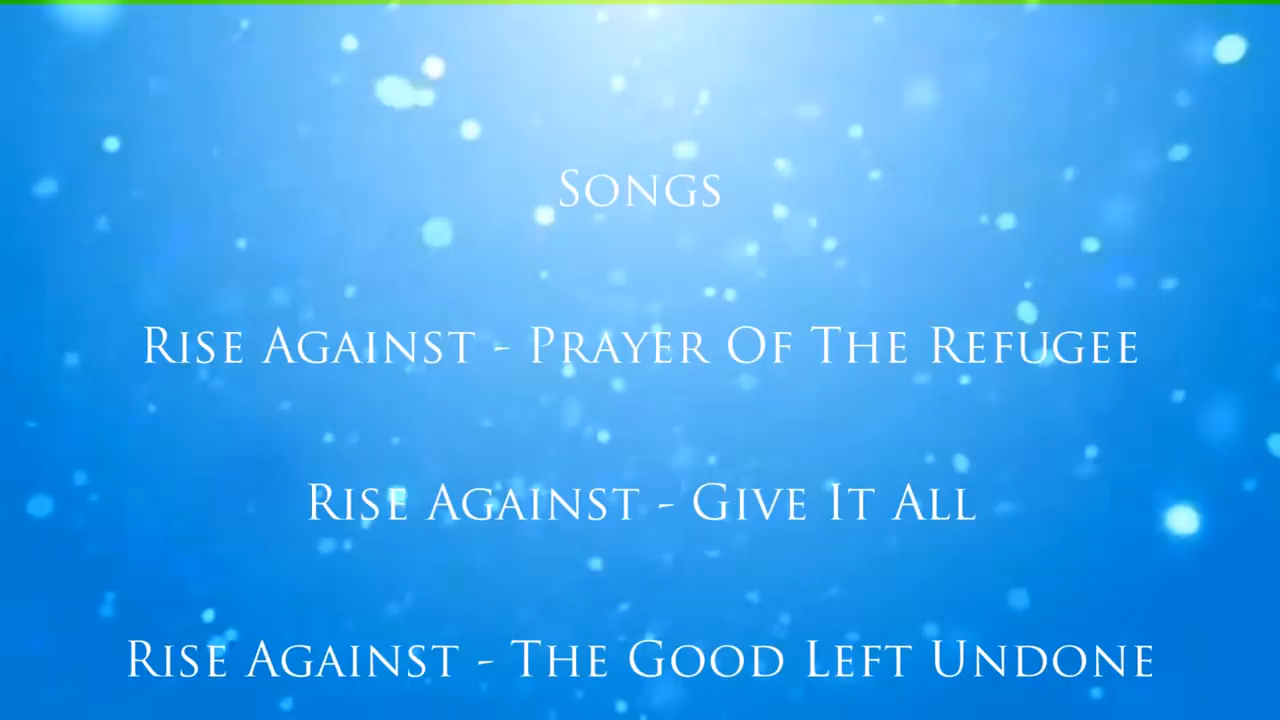 Songs
Rise Against - Prayer Of The Refugee
Rise Against - Give It All
Rise Against - The Good Left Undone